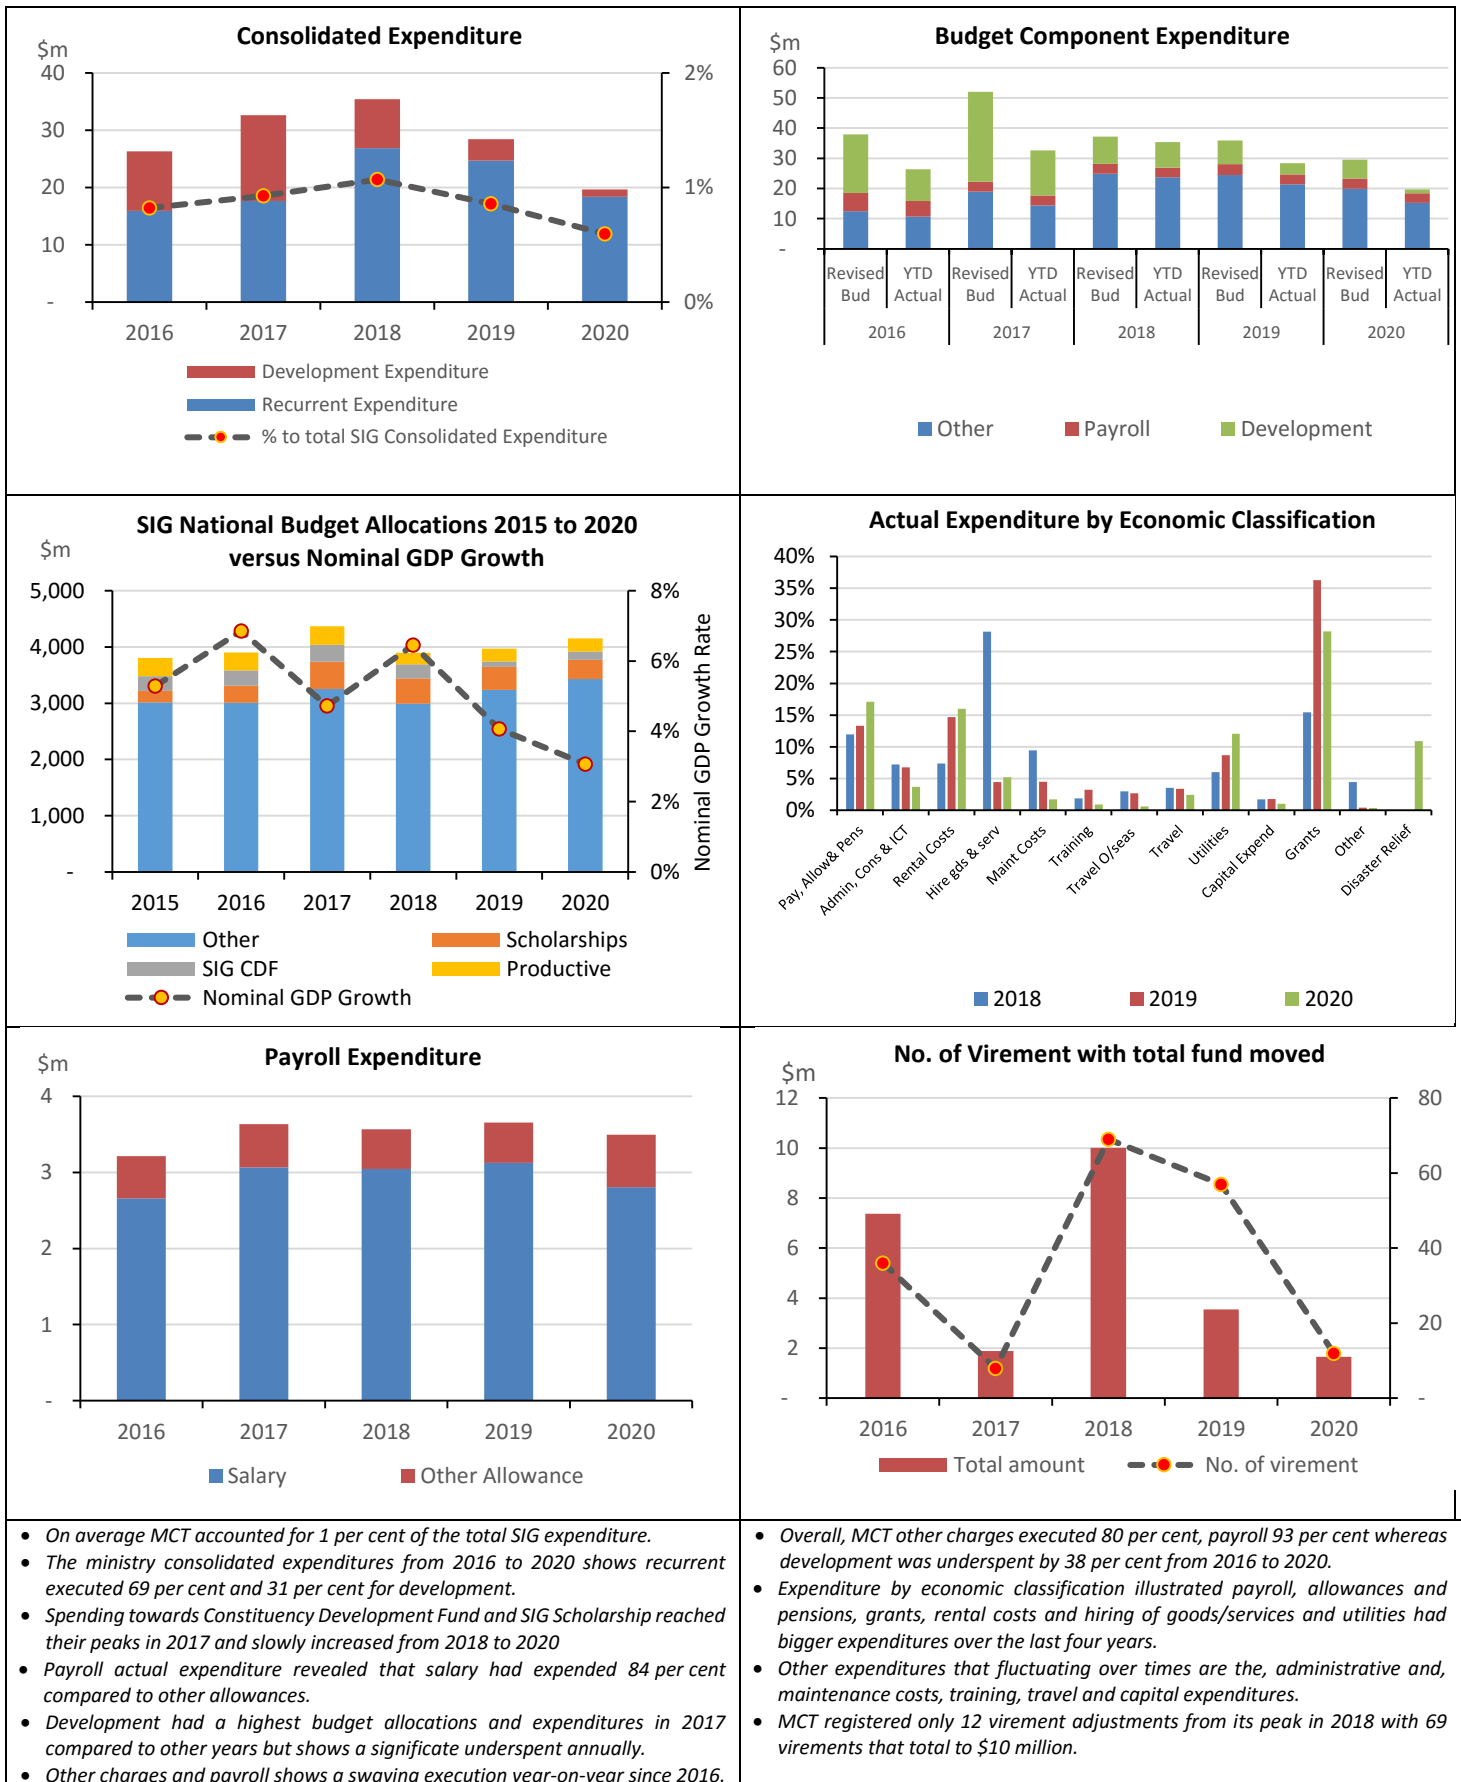 Consolidated Expenditure
$m
40
30
20
10
-
2%
1%
0%
2016 2017 2018 2019 2020
Development Expenditure
Recurrent Expenditure
% to total SIG Consolidated Expenditure
Budget Component Expenditure
$m
60
50
40
30
20
10
-
Revised Bud YTD Actual Revised Bud YTD Actual Revised Bud YTD Actual Revised Bud YTD Actual Revised Bud YTD Actual
2016 2017 2018 2019 2020
Other Payroll Development
SIG National Budget Allocations 2015 to 2020
versus Nominal GDP Growth
$m
5,000
4,000
3,000
2,000
1,000
-
8%
6%
4%
2%
0%
Nominal GDP Growth Rate
2015 2016 2017 2018 2019 2020
Other Scholarships
SIG CDF Productive
Nominal GDP Growth
Actual Expenditure by Economic Classification
40%
35%
30%
25%
20%
15%
10%
5%
0%
Pay, Allow& Pens
Admin, Cons & ICT
Rental Costs
Hire gds & serv
Maint Costs
Training
Travel O/seas
Travel
Utilities
Capital Expend
Grants
Other
Disaster Relief
2018 2019 2020
Payroll Expenditure
$m
4
3
2
1
-
2016 2017 2018 2019 2020
Salary Other Allowance
No. of Virement with total fund moved
$m
12
10
8
6
4
2
-
80
60
40
20
-
2016 2017 2018 2019 2020
Total amount No. of virement
• On average MCT accounted for 1 per cent of the total SIG expenditure.
• The ministry consolidated expenditures from 2016 to 2020 shows recurrent
executed 69 per cent and 31 per cent for development.
• Spending towards Constituency Development Fund and SIG Scholarship reached
their peaks in 2017 and slowly increased from 2018 to 2020
• Payroll actual expenditure revealed that salary had expended 84 per cent
compared to other allowances.
• Development had a highest budget allocations and expenditures in 2017
compared to other years but shows a significate underspent annually.
• Other charges and payroll shows a swaying execution year-on-year since 2016.
• Overall, MCT other charges executed 80 per cent, payroll 93 per cent whereas
development was underspent by 38 per cent from 2016 to 2020.
• Expenditure by economic classification illustrated payroll, allowances and
pensions, grants, rental costs and hiring of goods/services and utilities had
bigger expenditures over the last four years.
• Other expenditures that fluctuating over times are the, administrative and,
maintenance costs, training, travel and capital expenditures.
• MCT registered only 12 virement adjustments from its peak in 2018 with 69
virements that total to $10 million.